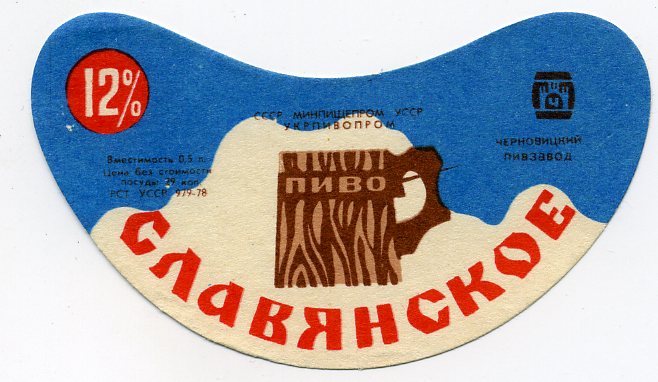 12%
СССР МИНПИЩЕПРОМ УССР
УКРПИВОПРОМ
Ч
ЧЕРНОВИЦКИЙ
ПИВЗАВОД
Вместимость 0,5 л.
Цена без стоимости
посуды 29 коп.
РСТ УССР 979-78
ПИВО
СЛАВЯНСКОЕ